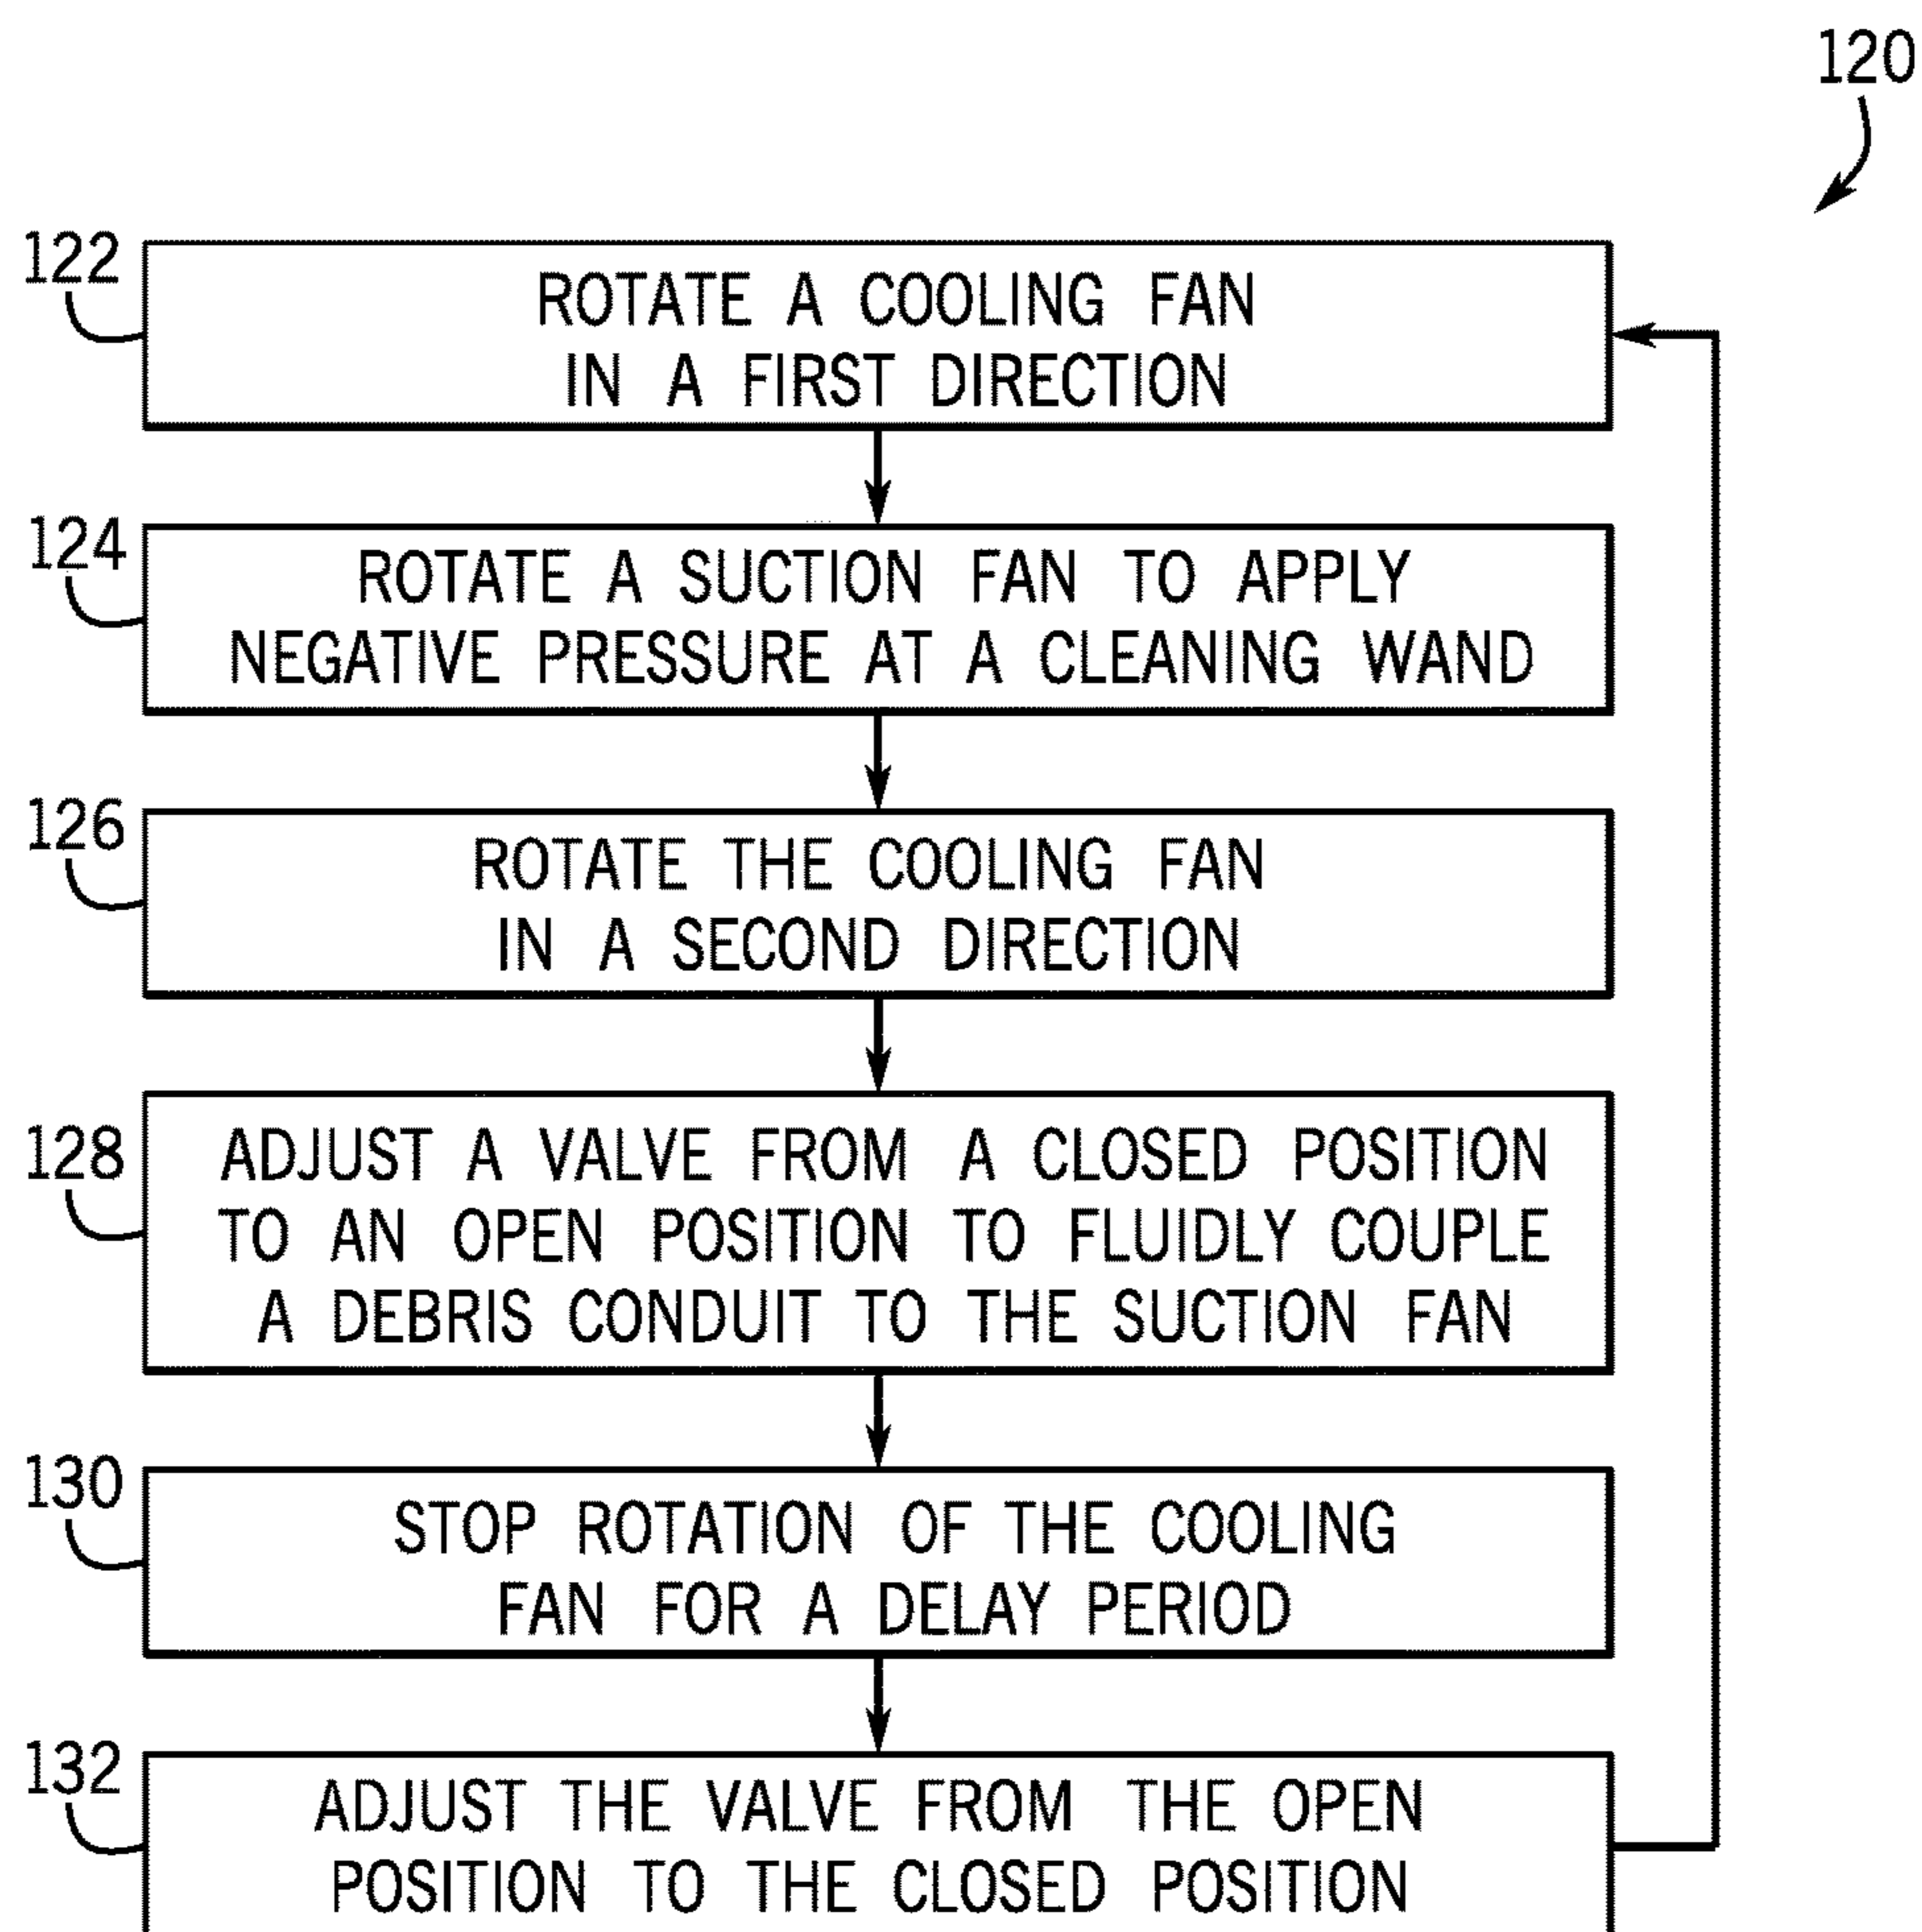 120
122
ROTATE A COOLING FAN
IN A FIRST DIRECTION
124
ROTATE A SUCTION FAN TO APPLY
NEGATIVE PRESSURE AT A CLEANING WAND
126
ROTATE THE COOLING FAN
IN A SECOND DIRECTION
128
ADJUST A VALVE FROM A CLOSED POSITION
TO AN OPEN POSITION TO FLUIDLY COUPLE
A DEBRIS CONDUIT TO THE SUCTION FAN
130
STOP ROTATION OF THE COOLING
FAN FOR A DELAY PERIOD
132
ADJUST THE VALVE FROM THE OPEN
POSITION TO THE CLOSED POSITION